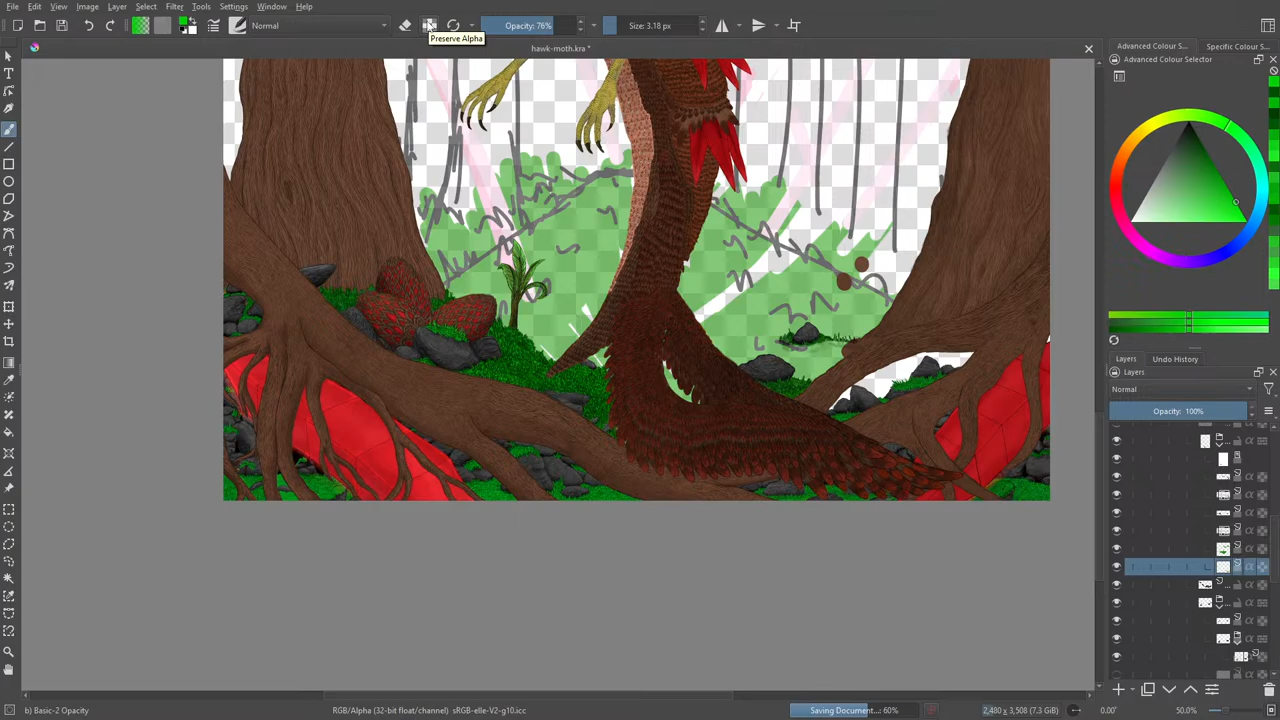 File Edit View Image Layer Select Filter Tools Settings Window Help
Normal
Opacity: 76%
Size: 3.18 px
Preserve Alpha
hawk-moth.kra *
Advanced Colour S...
Specific Colour S...
Advanced Colour Selector
Layers
Undo History
Layers
Normal
Opacity: 100%
b) Basic-2 Opacity
RGB/Alpha (32-bit float/channel) sRGB-elle-V2-g10.icc
Saving Document...: 60%
2,480 x 3,508 (7.3 GiB)
0.00°
50.0%